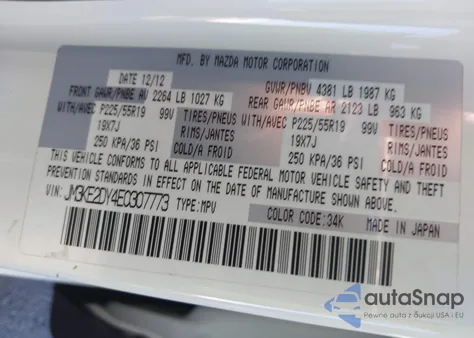 MFD. BY MAZDA MOTOR CORPORATION
DATE 12/12 GVWR/PNBV 4381 LB 1987 KG
FRONT GAWR/PNBE AV 2264 LB 1027 KG REAR GAWR/PNBE AR 2123 LB 963 KG
WITH/AVEC P225/55R19 99V TIRES/PNEUS WITH/AVEC P225/55R19 99V TIRES/PNEUS
19X7J RIMS/JANTES 19X7J RIMS/JANTES
250 KPA/36 PSI COLD/A FROID 250 KPA/36 PSI COLD/A FROID
THIS VEHICLE CONFORMS TO ALL APPLICABLE FEDERAL MOTOR VEHICLE SAFETY, BUMPER, AND THEFT
PREVENTION STANDARDS IN EFFECT ON THE DATE OF MANUFACTURE SHOWN ABOVE.
V.I.N.: JM3KE2DY4E0307773 TYPE:MPV
COLOR CODE:34K MADE IN JAPAN
autoSnap
Pewne auta z aukcji USA i EU